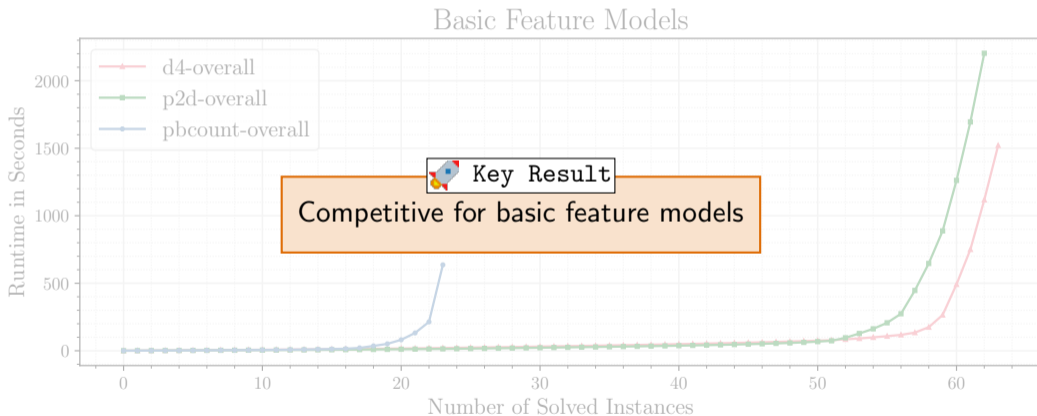 Basic Feature Models
d4-overall
p2d-overall
pbcount-overall
Runtime in Seconds
2000
1500
1000
500
0
Key Result
Competitive for basic feature models
0 10 20 30 40 50 60
Number of Solved Instances